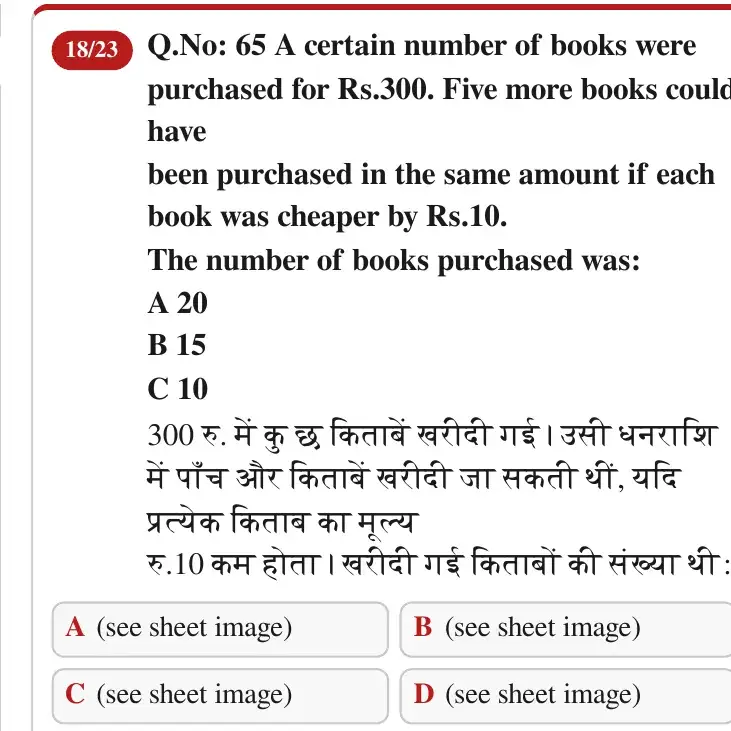 18/23 Q.No: 65 A certain number of books were
purchased for Rs.300. Five more books could
have
been purchased in the same amount if each
book was cheaper by Rs.10.
The number of books purchased was:
A 20
B 15
C 10
300 रु. में कु छ किताबें खरीदी गई। उसी धनराशि
में पाँच और किताबें खरीदी जा सकती थीं, यदि
प्रत्येक किताब का मूल्य
रु.10 कम होता। खरीदी गई किताबों की संख्या थी :
A (see sheet image) B (see sheet image)
C (see sheet image) D (see sheet image)